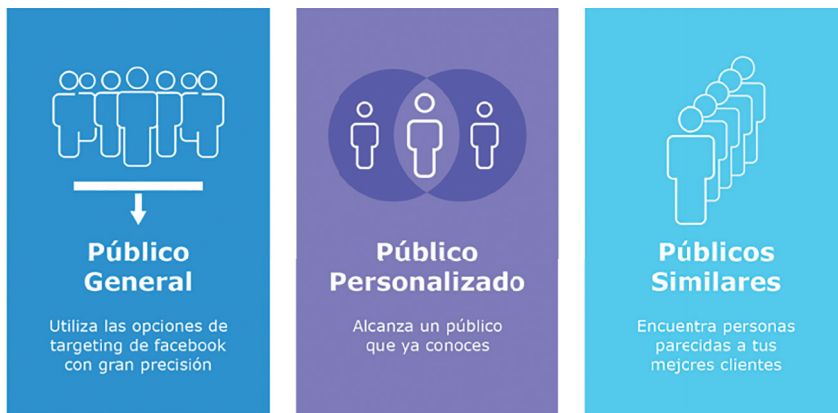 Público
General
Utiliza las opciones de
targeting de facebook
con gran precisión
Público
Personalizado
Alcanza un público
que ya conoces
Públicos
Similares
Encuentra personas
parecidas a tus
mejores clientes